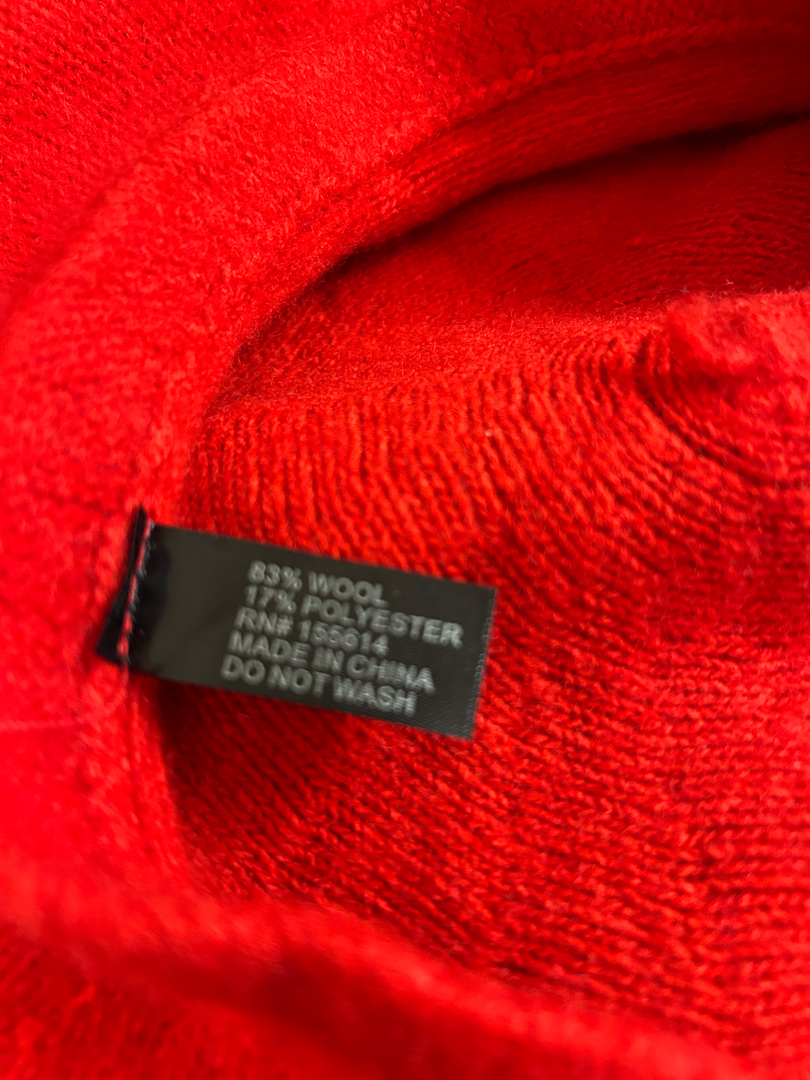 83% WOOL
17% POLYESTER
RN# 155614
MADE IN CHINA
DO NOT WASH